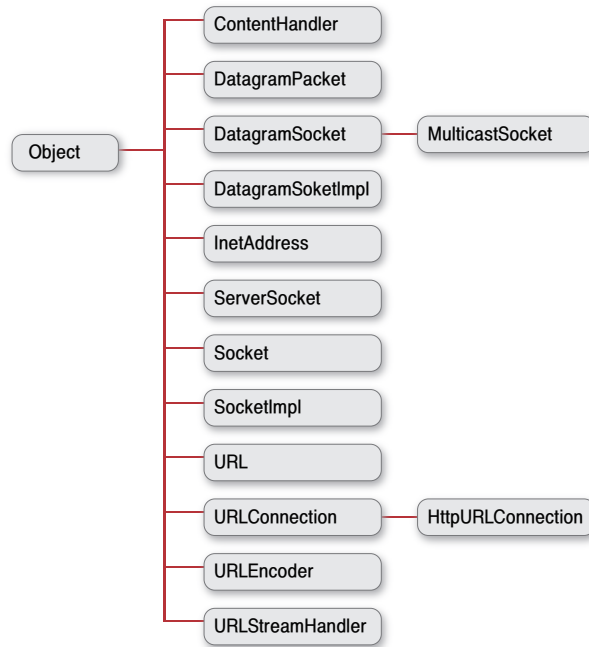 ContentHandler
DatagramPacket
DatagramSocket
MulticastSocket
Object
DatagramSoketImpl
InetAddress
ServerSocket
Socket
SocketImpl
URL
URLConnection
HttpURLConnection
URLEncoder
URLStreamHandler